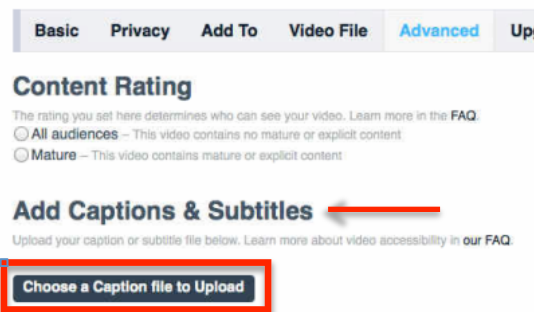 Basic Privacy Add To Video File Advanced
Content Rating
The rating you set here determines who can see your video. Learn more in the FAQ.
All audiences – This video contains no mature or explicit content
Mature – This video contains mature or explicit content
Add Captions & Subtitles
Upload your caption or subtitle file below. Learn more about video accessibility in our FAQ.
Choose a Caption file to Upload